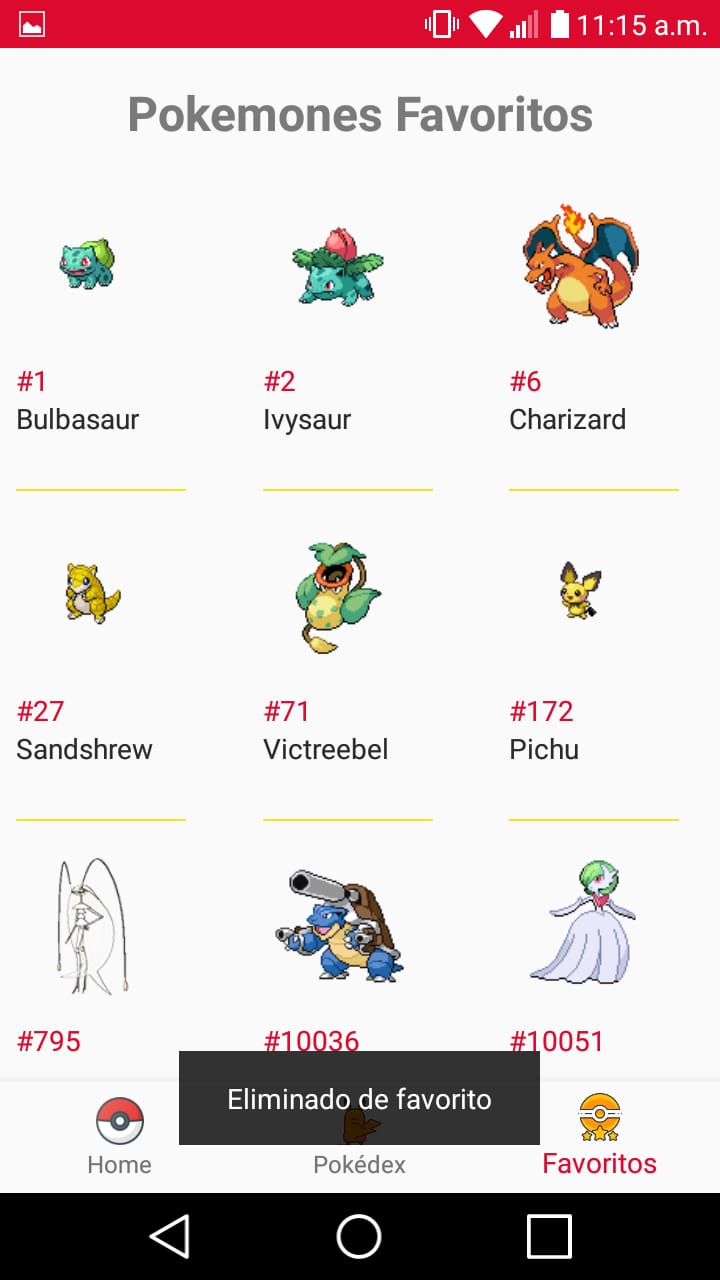 11:15 a.m.
Pokemones Favoritos
#1
Bulbasaur
#2
Ivysaur
#6
Charizard
#27
Sandshrew
#71
Victreebel
#172
Pichu
#795
#10036
#10051
Eliminado de favorito
Home
Pokédex
Favoritos